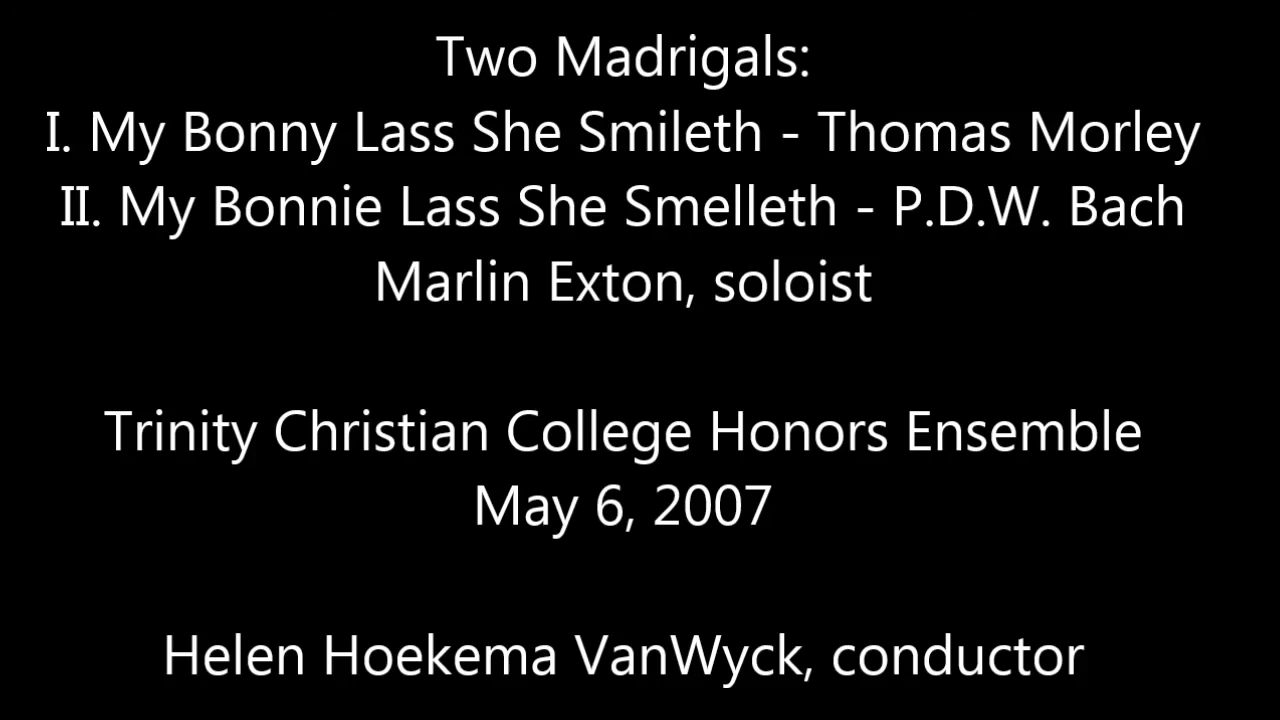 Two Madrigals:
I. My Bonny Lass She Smileth - Thomas Morley
II. My Bonnie Lass She Smelleth - P.D.W. Bach
Marlin Exton, soloist
Trinity Christian College Honors Ensemble
May 6, 2007
Helen Hoekema VanWyck, conductor